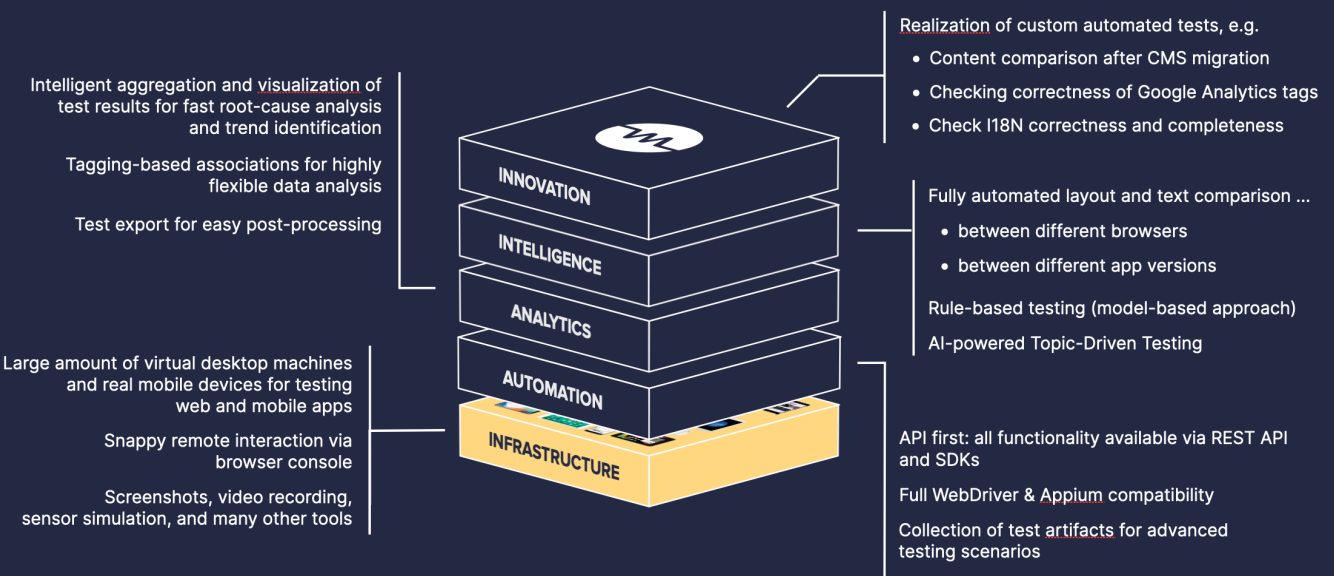 Intelligent aggregation and visualization of
test results for fast root-cause analysis
and trend identification
Tagging-based associations for highly
flexible data analysis
Test export for easy post-processing
Large amount of virtual desktop machines
and real mobile devices for testing
web and mobile apps
Snappy remote interaction via
browser console
Screenshots, video recording,
sensor simulation, and many other tools
INNOVATION
INTELLIGENCE
ANALYTICS
AUTOMATION
INFRASTRUCTURE
Realization of custom automated tests, e.g.
• Content comparison after CMS migration
• Checking correctness of Google Analytics tags
• Check I18N correctness and completeness
Fully automated layout and text comparison ...
• between different browsers
• between different app versions
Rule-based testing (model-based approach)
AI-powered Topic-Driven Testing
API first: all functionality available via REST API
and SDKs
Full WebDriver & Appium compatibility
Collection of test artifacts for advanced
testing scenarios